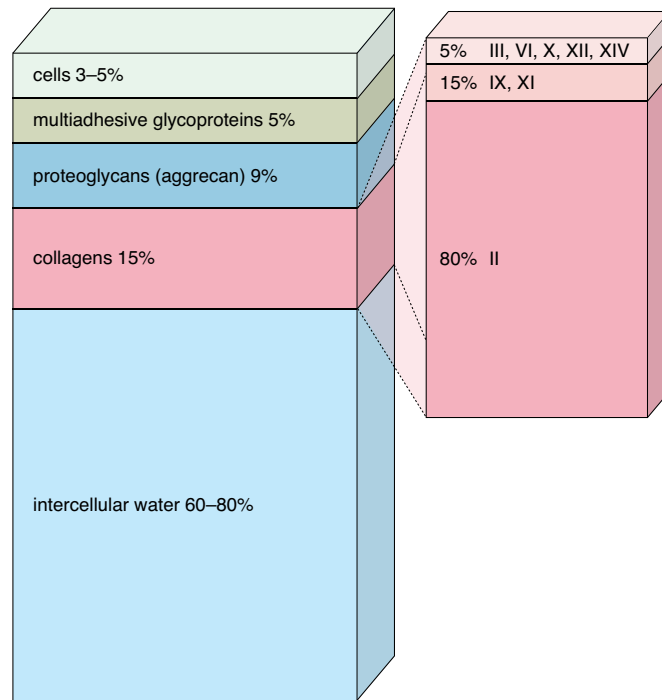 cells 3–5%
multiadhesive glycoproteins 5%
proteoglycans (aggrecan) 9%
collagens 15%
intercellular water 60–80%
5% III, VI, X, XII, XIV
15% IX, XI
80% II